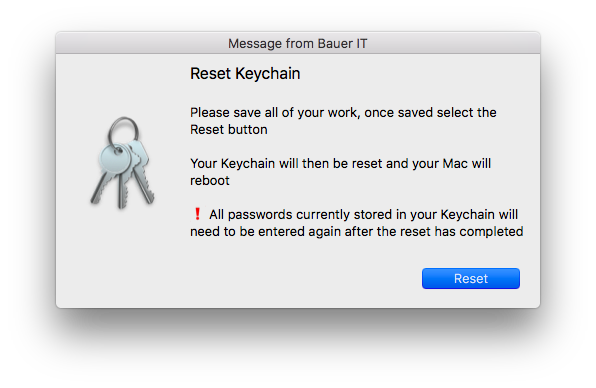 Message from Bauer IT
Reset Keychain
Please save all of your work, once saved select the
Reset button
Your Keychain will then be reset and your Mac will
reboot
❗ All passwords currently stored in your Keychain will
need to be entered again after the reset has completed
Reset